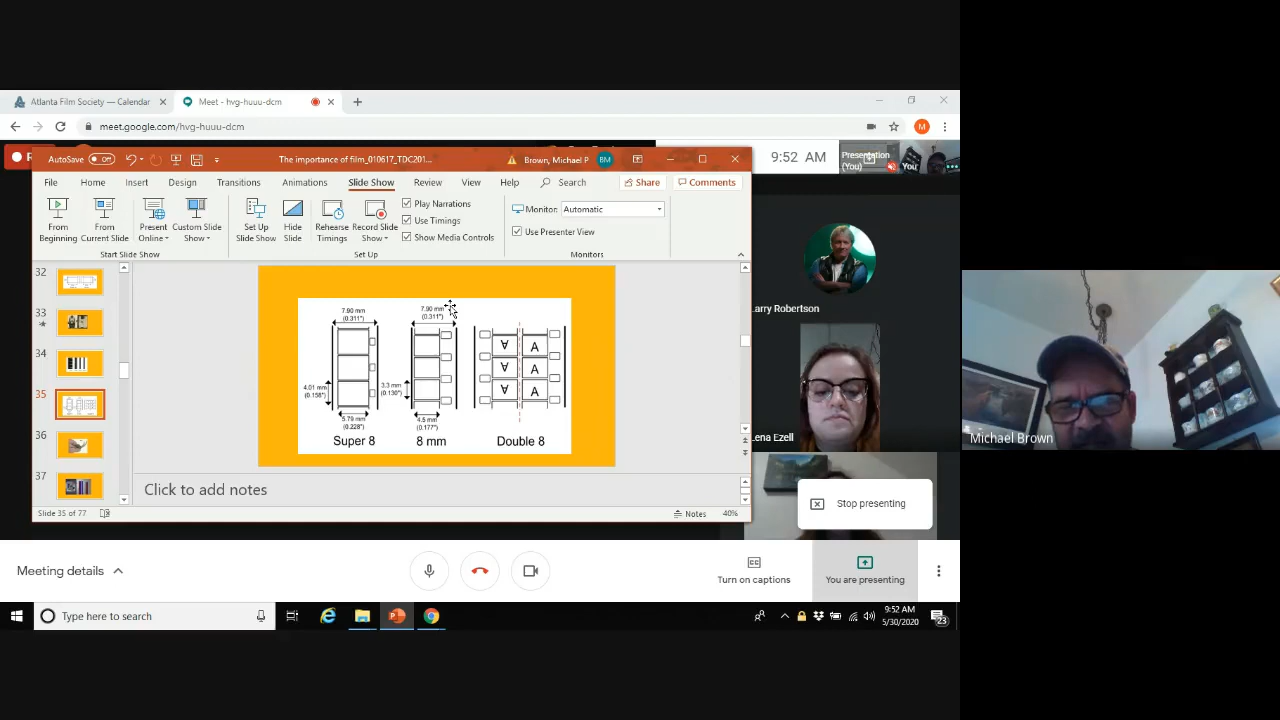 Atlanta Film Society — Calendar
Meet - hvg-huuu-dcm
meet.google.com/hvg-huuu-dcm
M
AutoSave Off
The importance of film_010617_TDC201...
Brown, Michael P
BM
9:52 AM
Presentation
(You)
You
File Home Insert Design Transitions Animations Slide Show Review View Help Search
Share
Comments
From Beginning
From Current Slide
Present Online
Custom Slide Show
Start Slide Show
Set Up Slide Show
Hide Slide
Rehearse Timings
Record Slide Show
Play Narrations
Use Timings
Show Media Controls
Set Up
Monitor: Automatic
Use Presenter View
Monitors
32
33
34
35
36
37
7.90 mm
(0.311")
4.01 mm
(0.158")
5.79 mm
(0.228")
Super 8
7.90 mm
(0.311")
3.3 mm
(0.130")
4.5 mm
(0.177")
8 mm
A A
A A
A A
Double 8
Click to add notes
Slide 35 of 77
Notes
40%
Larry Robertson
Lena Ezell
Stop presenting
Michael Brown
Meeting details
Turn on captions
You are presenting
Type here to search
9:52 AM
5/30/2020
23